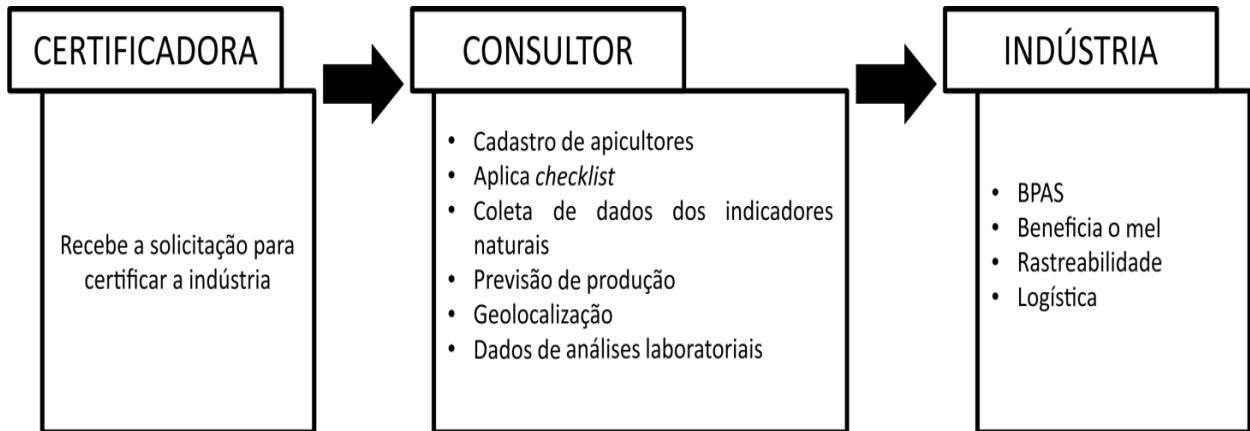 CERTIFICADORA
Recebe a solicitação para
certificar a indústria
CONSULTOR
• Cadastro de apicultores
• Aplica checklist
• Coleta de dados dos indicadores
naturais
• Previsão de produção
• Geolocalização
• Dados de análises laboratoriais
INDÚSTRIA
• BPAS
• Beneficia o mel
• Rastreabilidade
• Logística